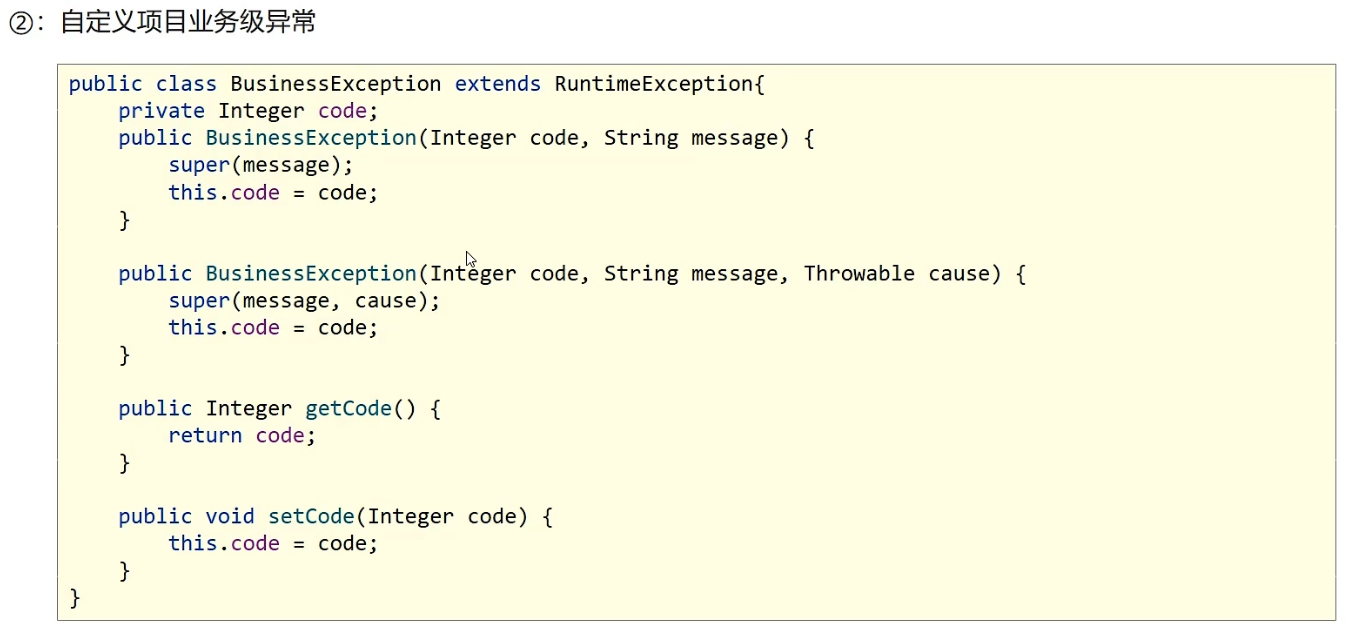 ②：自定义项目业务级异常
public class BusinessException extends RuntimeException{
    private Integer code;
    public BusinessException(Integer code, String message) {
        super(message);
        this.code = code;
    }
    public BusinessException(Integer code, String message, Throwable cause) {
        super(message, cause);
        this.code = code;
    }
    public Integer getCode() {
        return code;
    }
    public void setCode(Integer code) {
        this.code = code;
    }
}